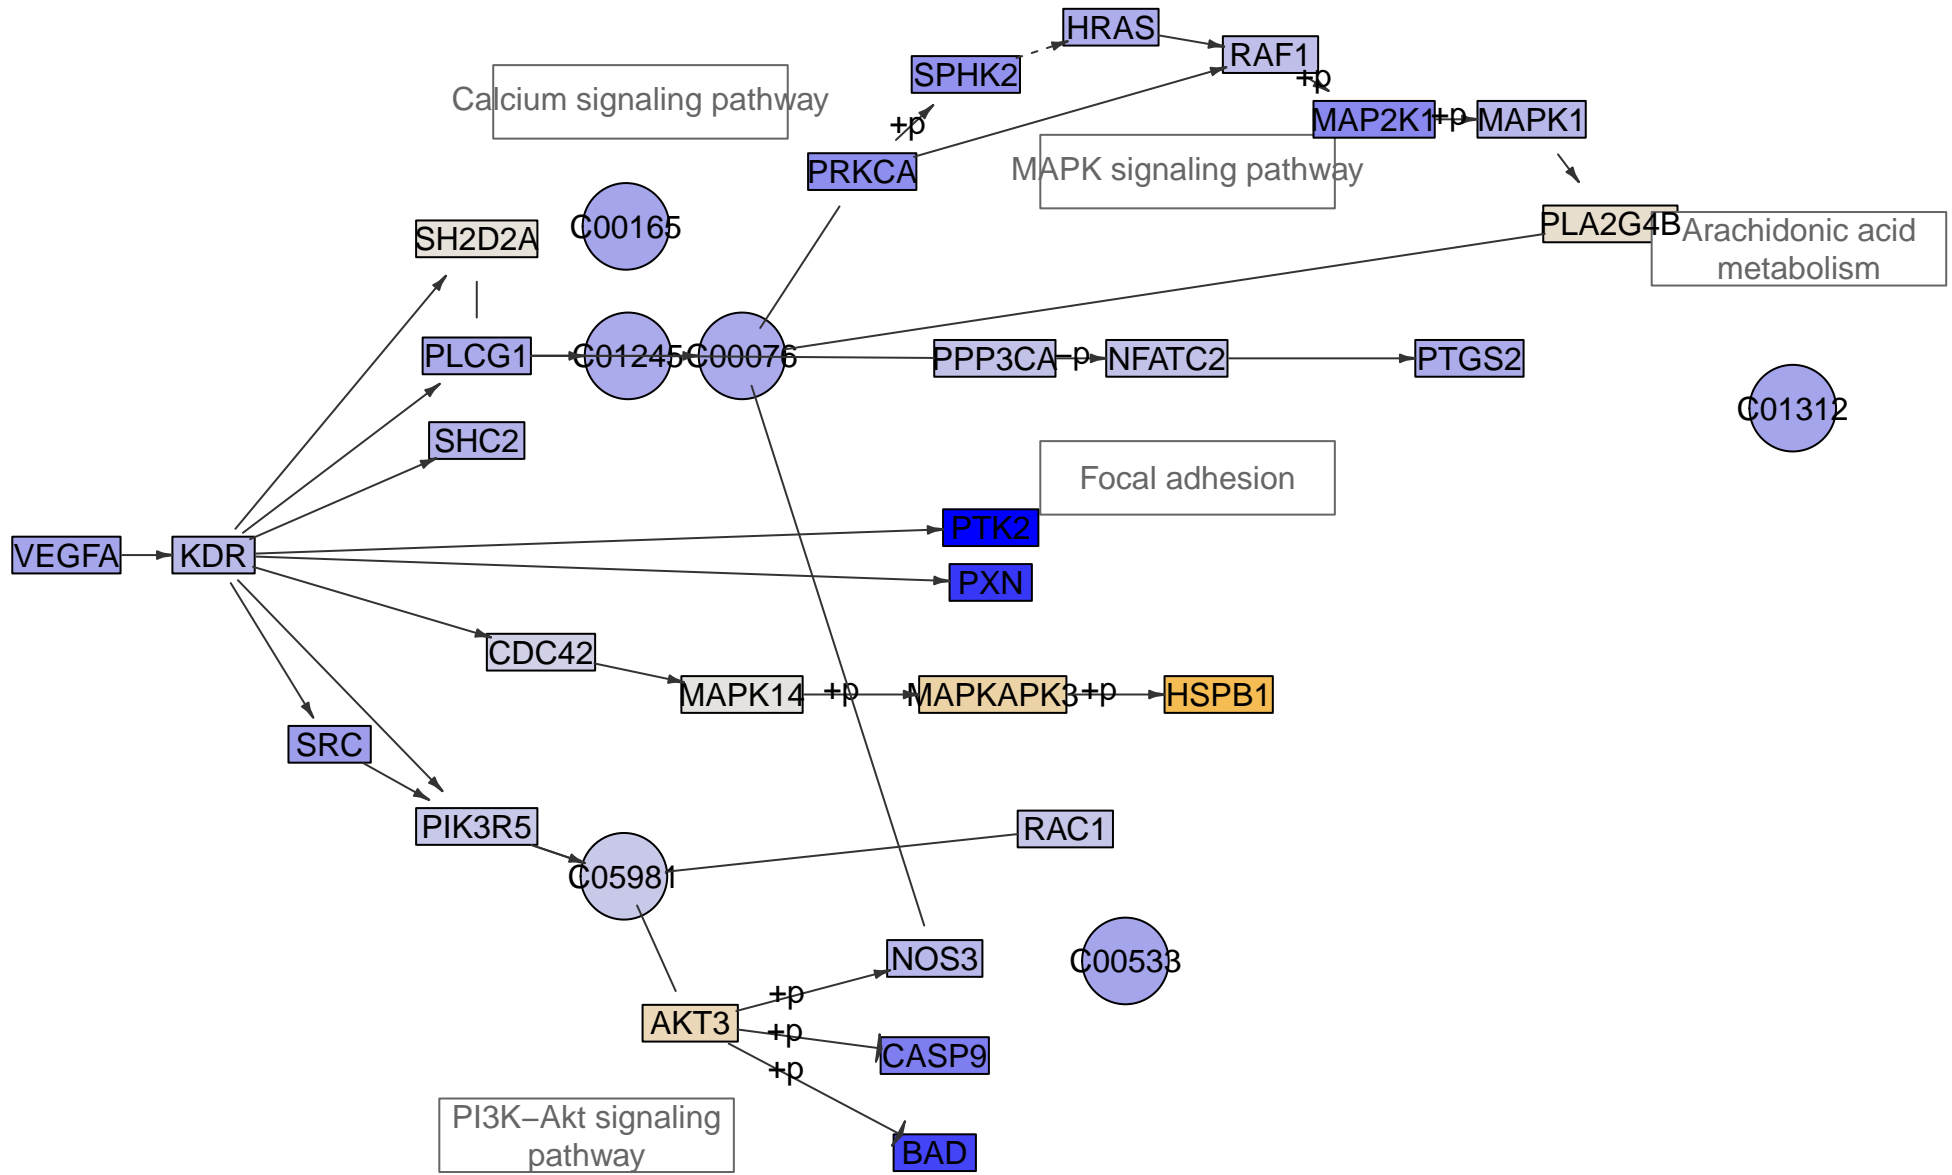 HRAS
RAF1
SPHK2
+p
Calcium signaling pathway
MAP2K1
+p
MAPK1
+p
PRKCA
MAPK signaling pathway
C00165
SH2D2A
PLA2G4B
Arachidonic acid
metabolism
PLCG1
C01245
C00076
PPP3CA
−p
NFATC2
PTGS2
C01312
SHC2
Focal adhesion
PTK2
VEGFA
KDR
PXN
CDC42
MAPK14
+p
MAPKAPK3
+p
HSPB1
SRC
PIK3R5
RAC1
C05981
NOS3
C00533
+p
AKT3
+p
CASP9
+p
PI3K−Akt signaling
pathway
BAD